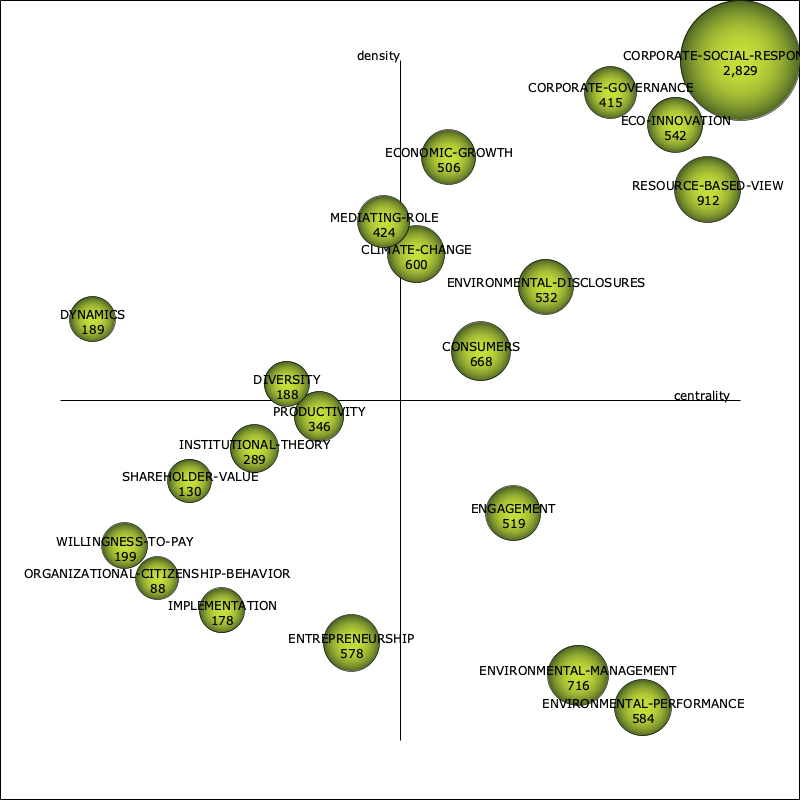 density
CORPORATE-SOCIAL-RESPON
2,829
CORPORATE-GOVERNANCE
415
ECO-INNOVATION
542
ECONOMIC-GROWTH
506
RESOURCE-BASED-VIEW
912
MEDIATING-ROLE
424
CLIMATE-CHANGE
600
ENVIRONMENTAL-DISCLOSURES
532
DYNAMICS
189
CONSUMERS
668
DIVERSITY
188
centrality
PRODUCTIVITY
346
INSTITUTIONAL-THEORY
289
SHAREHOLDER-VALUE
130
ENGAGEMENT
519
WILLINGNESS-TO-PAY
199
ORGANIZATIONAL-CITIZENSHIP-BEHAVIOR
88
IMPLEMENTATION
178
ENTREPRENEURSHIP
578
ENVIRONMENTAL-MANAGEMENT
716
ENVIRONMENTAL-PERFORMANCE
584